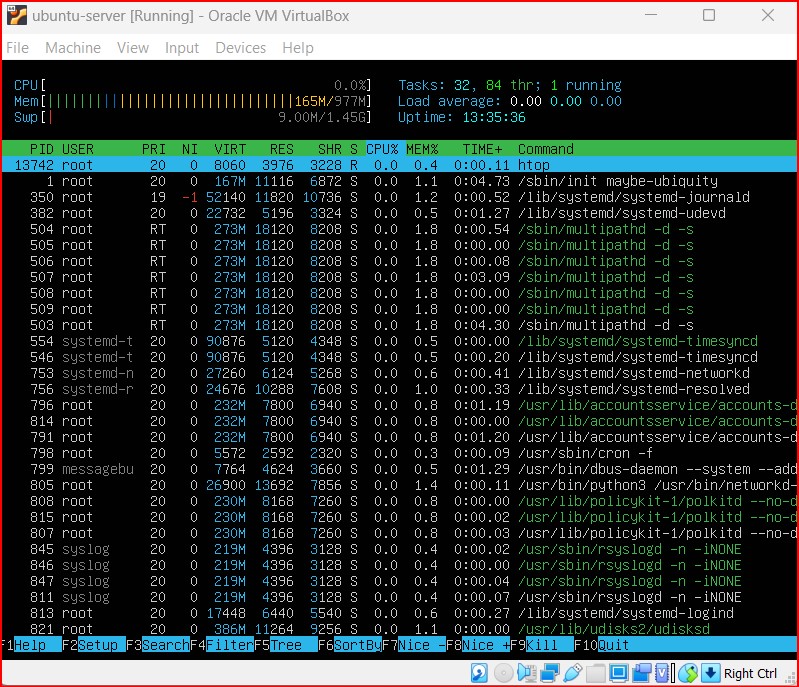 ubuntu-server [Running] - Oracle VM VirtualBox
File Machine View Input Devices Help
CPU[ 0.0%] Tasks: 32, 84 thr; 1 running
Mem[||||||||||||||||||||||||||||||||165M/977M] Load average: 0.00 0.00 0.00
Swp[| 9.00M/1.45G] Uptime: 13:35:36
PID USER PRI NI VIRT RES SHR S CPU% MEM% TIME+ Command
13742 root 20 0 8060 3976 3228 R 0.0 0.4 0:00.11 htop
1 root 20 0 167M 11116 6872 S 0.0 1.1 0:04.73 /sbin/init maybe-ubiquity
350 root 19 -1 52140 11820 10736 S 0.0 1.2 0:00.52 /lib/systemd/systemd-journald
382 root 20 0 22732 5196 3324 S 0.0 0.5 0:01.27 /lib/systemd/systemd-udevd
504 root RT 0 273M 18120 8208 S 0.0 1.8 0:00.54 /sbin/multipathd -d -s
505 root RT 0 273M 18120 8208 S 0.0 1.8 0:00.00 /sbin/multipathd -d -s
506 root RT 0 273M 18120 8208 S 0.0 1.8 0:00.08 /sbin/multipathd -d -s
507 root RT 0 273M 18120 8208 S 0.0 1.8 0:03.09 /sbin/multipathd -d -s
508 root RT 0 273M 18120 8208 S 0.0 1.8 0:00.00 /sbin/multipathd -d -s
509 root RT 0 273M 18120 8208 S 0.0 1.8 0:00.00 /sbin/multipathd -d -s
503 root RT 0 273M 18120 8208 S 0.0 1.8 0:04.30 /sbin/multipathd -d -s
554 systemd-t 20 0 90876 5120 4348 S 0.0 0.5 0:00.00 /lib/systemd/systemd-timesyncd
546 systemd-t 20 0 90876 5120 4348 S 0.0 0.5 0:00.20 /lib/systemd/systemd-timesyncd
753 systemd-n 20 0 27260 6124 5268 S 0.0 0.6 0:00.41 /lib/systemd/systemd-networkd
756 systemd-r 20 0 24676 10288 7608 S 0.0 1.0 0:00.33 /lib/systemd/systemd-resolved
796 root 20 0 232M 7800 6940 S 0.0 0.8 0:01.19 /usr/lib/accountsservice/accounts-d
814 root 20 0 232M 7800 6940 S 0.0 0.8 0:00.00 /usr/lib/accountsservice/accounts-d
791 root 20 0 232M 7800 6940 S 0.0 0.8 0:01.20 /usr/lib/accountsservice/accounts-d
798 root 20 0 5572 2592 2320 S 0.0 0.3 0:00.09 /usr/sbin/cron -f
799 messagebu 20 0 7764 4624 3660 S 0.0 0.5 0:01.29 /usr/bin/dbus-daemon --system --add
805 root 20 0 26900 13692 7856 S 0.0 1.4 0:00.11 /usr/bin/python3 /usr/bin/networkd-
808 root 20 0 230M 8168 7260 S 0.0 0.8 0:00.00 /usr/lib/policykit-1/polkitd --no-d
815 root 20 0 230M 8168 7260 S 0.0 0.8 0:00.02 /usr/lib/policykit-1/polkitd --no-d
807 root 20 0 230M 8168 7260 S 0.0 0.8 0:00.03 /usr/lib/policykit-1/polkitd --no-d
845 syslog 20 0 219M 4396 3128 S 0.0 0.4 0:00.02 /usr/sbin/rsyslogd -n -iNONE
846 syslog 20 0 219M 4396 3128 S 0.0 0.4 0:00.00 /usr/sbin/rsyslogd -n -iNONE
847 syslog 20 0 219M 4396 3128 S 0.0 0.4 0:00.04 /usr/sbin/rsyslogd -n -iNONE
811 syslog 20 0 219M 4396 3128 S 0.0 0.4 0:00.07 /usr/sbin/rsyslogd -n -iNONE
813 root 20 0 17448 6440 5540 S 0.0 0.6 0:00.27 /lib/systemd/systemd-logind
821 root 20 0 386M 11264 9256 S 0.0 1.1 0:00.00 /usr/lib/udisks2/udisksd
F1Help F2Setup F3SearchF4FilterF5Tree F6SortByF7Nice -F8Nice +F9Kill F10Quit
Right Ctrl